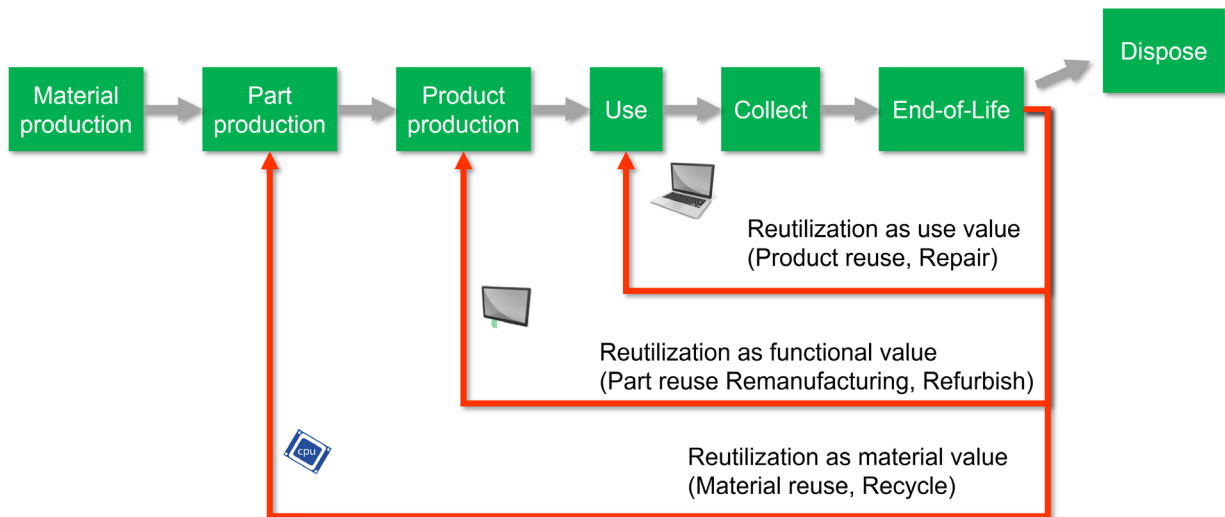 Material
production
Part
production
Product
production
Use
Collect
End-of-Life
Dispose
Reutilization as use value
(Product reuse, Repair)
Reutilization as functional value
(Part reuse Remanufacturing, Refurbish)
cpu
Reutilization as material value
(Material reuse, Recycle)